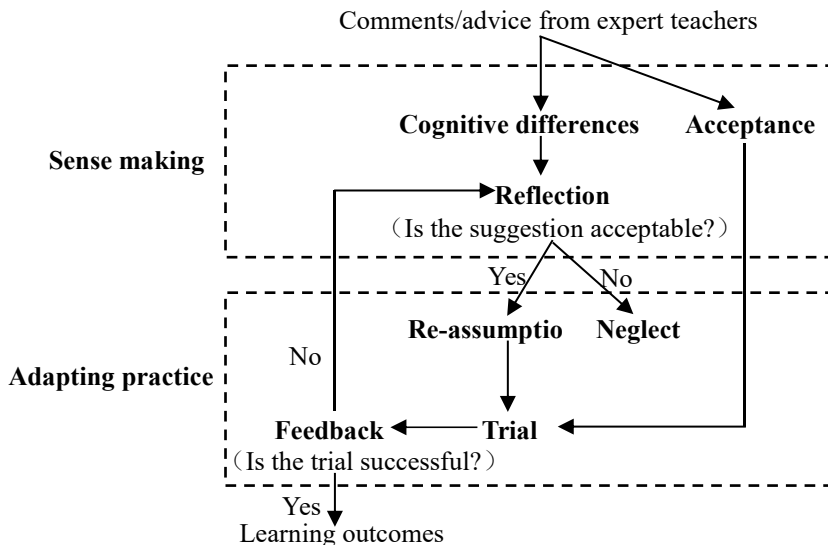 Comments/advice from expert teachers
Cognitive differences Acceptance
Sense making
Reflection
（Is the suggestion acceptable?）
Yes No
Re-assumptio Neglect
No
Adapting practice
Feedback Trial
（Is the trial successful?）
Yes
Learning outcomes